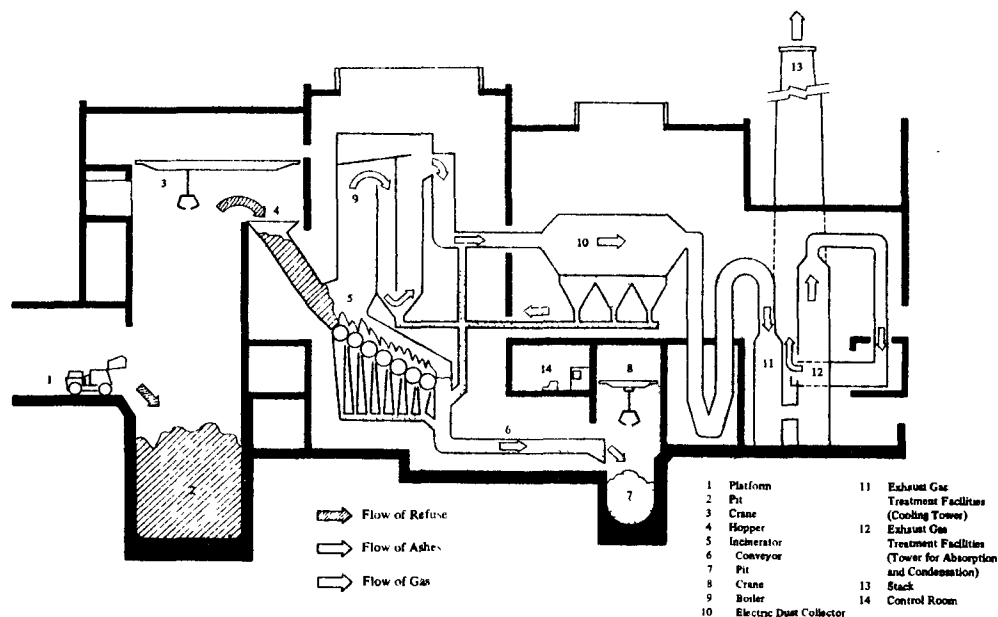 13
3
4
9
10
5
14
8
11
12
1
2
6
7
Flow of Refuse
Flow of Ashes
Flow of Gas
1 Platform
2 Pit
3 Crane
4 Hopper
5 Incinerator
6 Conveyor
7 Pit
8 Crane
9 Boiler
10 Electric Dust Collector
11 Exhaust Gas
Treatment Facilities
(Cooling Tower)
12 Exhaust Gas
Treatment Facilities
(Tower for Absorption
and Condensation)
13 Stack
14 Control Room